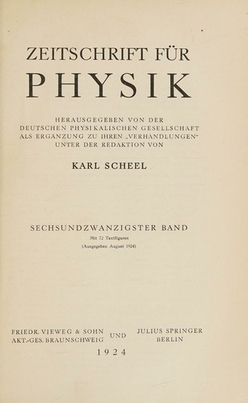 ZEITSCHRIFT FÜR
PHYSIK
HERAUSGEGEBEN VON DER
DEUTSCHEN PHYSIKALISCHEN GESELLSCHAFT
ALS ERGÄNZUNG ZU IHREN „VERHANDLUNGEN“
UNTER DER REDAKTION VON
KARL SCHEEL
SECHSUNDZWANZIGSTER BAND
Mit 72 Textfiguren
(Ausgegeben August 1924)
FRIEDR. VIEWEG & SOHN
AKT.-GES. BRAUNSCHWEIG
UND
JULIUS SPRINGER
BERLIN
1924